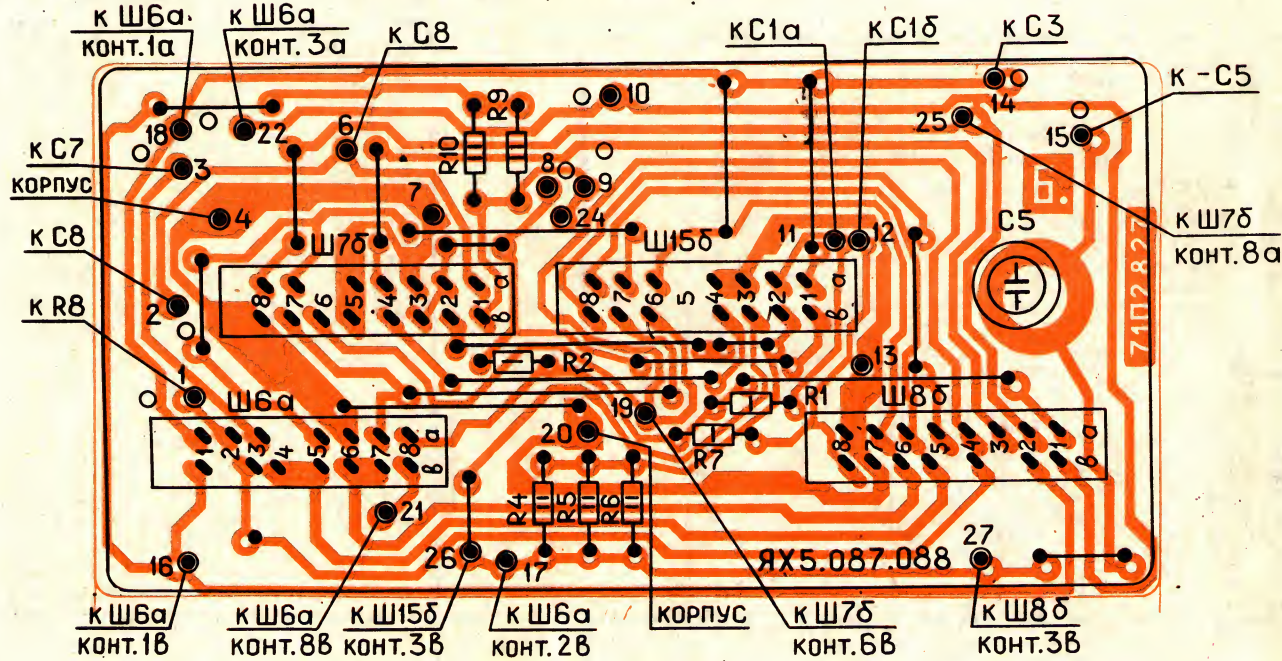 к Ш6а
конт.1а
к Ш6а
конт. 3а
к С8
к С1а
к С1б
к С3
к -С5
к С7
корпус
к С8
к R8
к Ш7б
конт.8а
18
22
6
3
4
7
2
1
R10
R9
8
9
24
10
11
12
14
25
15
6.
С5
71П2.827
Ш7б
8 7 6 5 4 3 2 1 а
в
Ш15б
8 7 6 5 4 3 2 1 а
в
R2
13
R1
R7
19
20
Ш6а
1 2 3 4 5 6 7 8 а
в
Ш8б
8 7 6 5 4 3 2 1 а
в
R4
R5
R6
21
16
26
17
27
ЯХ5.087.088
к Ш6а
конт.1в
к Ш6а
конт.8в
к Ш15б
конт.3в
к Ш6а
конт.2в
корпус
к Ш7б
конт.6в
к Ш8б
конт.3в